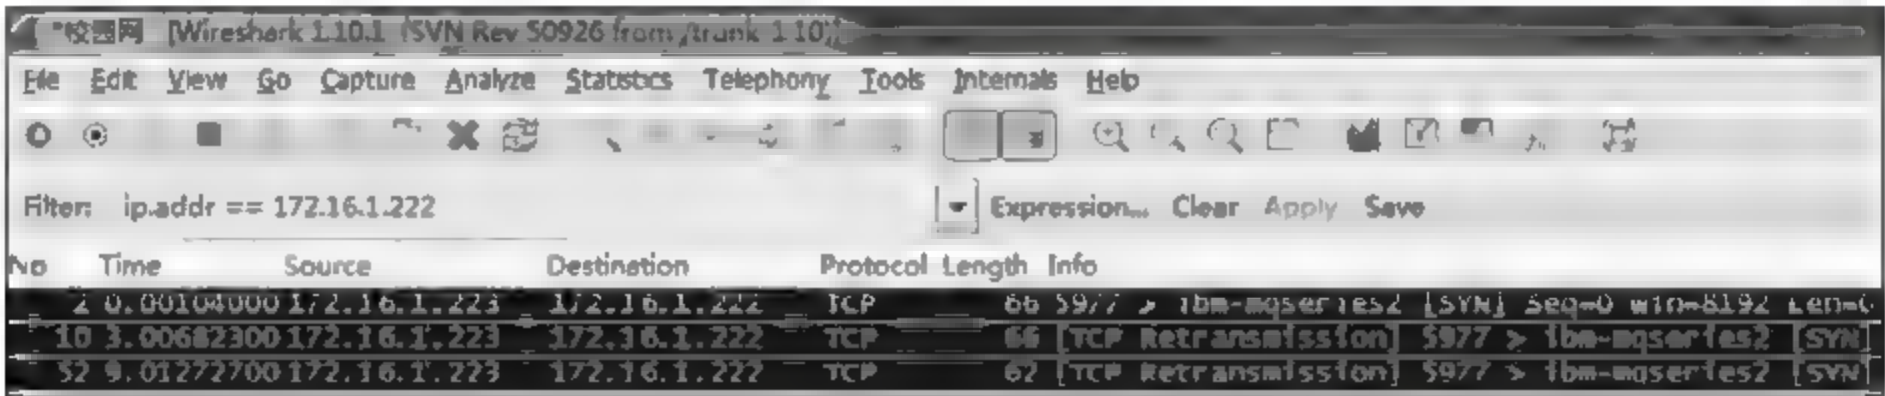 *校园网 [Wireshark 1.10.1 (SVN Rev 50926 from /trunk-1.10)]
File Edit View Go Capture Analyze Statistics Telephony Tools Internals Help
Filter: ip.addr == 172.16.1.222 Expression... Clear Apply Save
No Time Source Destination Protocol Length Info
2 0.00104000 172.16.1.223 172.16.1.222 TCP 66 5977 > ibm-mqseries2 [SYN] Seq=0 Win=8192 Len=0
10 3.00682300 172.16.1.223 172.16.1.222 TCP 66 [TCP Retransmission] 5977 > ibm-mqseries2 [SYN]
52 9.01272700 172.16.1.223 172.16.1.222 TCP 62 [TCP Retransmission] 5977 > ibm-mqseries2 [SYN]